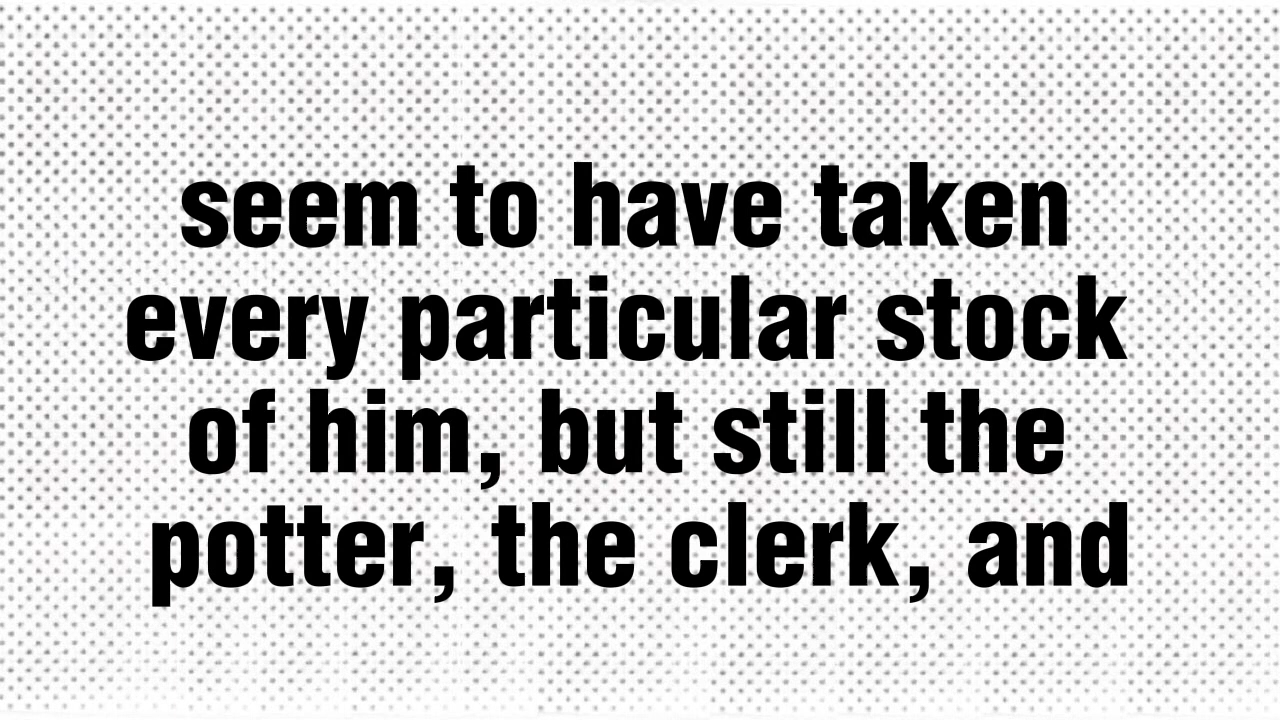 seem to have taken
every particular stock
of him, but still the
potter, the clerk, and